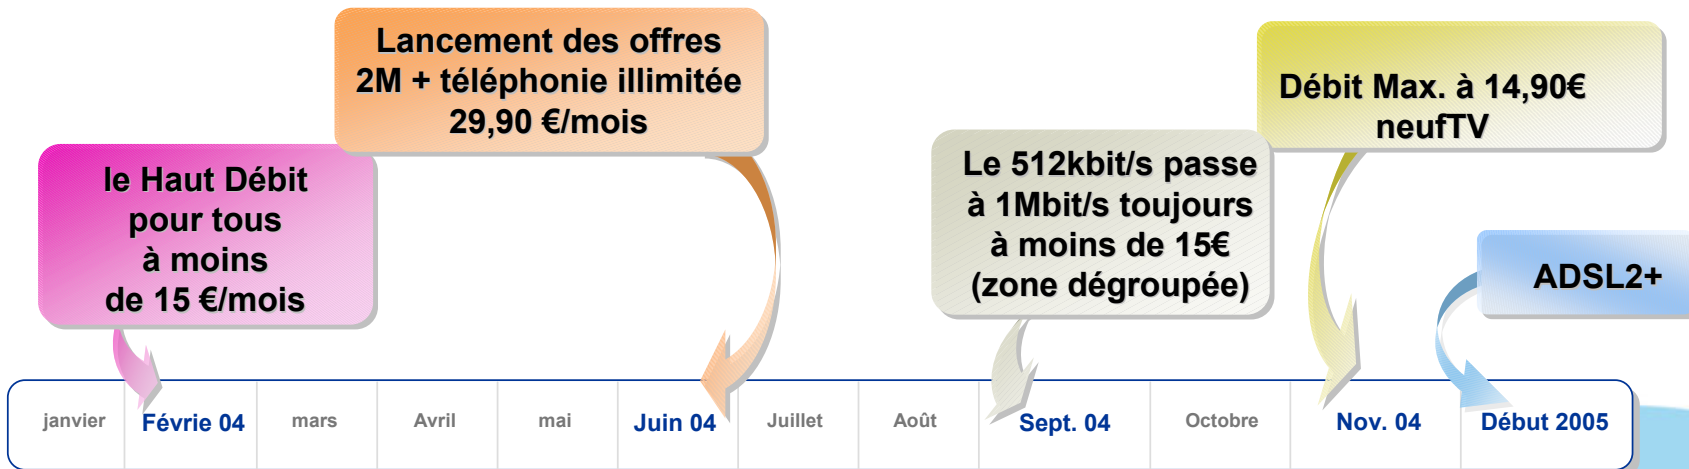 Lancement des offres
2M + téléphonie illimitée
29,90 €/mois
Débit Max. à 14,90€
neufTV
le Haut Débit
pour tous
à moins
de 15 €/mois
Le 512kbit/s passe
à 1Mbit/s toujours
à moins de 15€
(zone dégroupée)
ADSL2+
janvier Févrie 04 mars Avril mai Juin 04 Juillet Août Sept. 04 Octobre Nov. 04 Début 2005